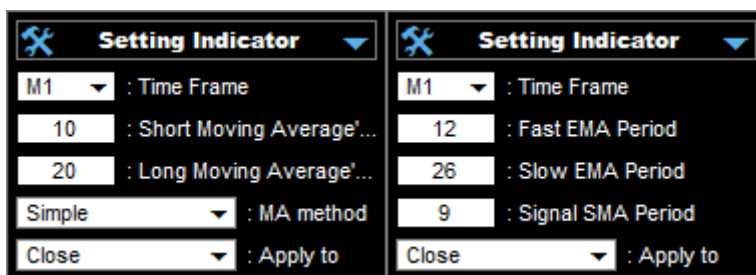 Setting Indicator
M1 : Time Frame
10 : Short Moving Average'...
20 : Long Moving Average'...
Simple : MA method
Close : Apply to
Setting Indicator
M1 : Time Frame
12 : Fast EMA Period
26 : Slow EMA Period
9 : Signal SMA Period
Close : Apply to